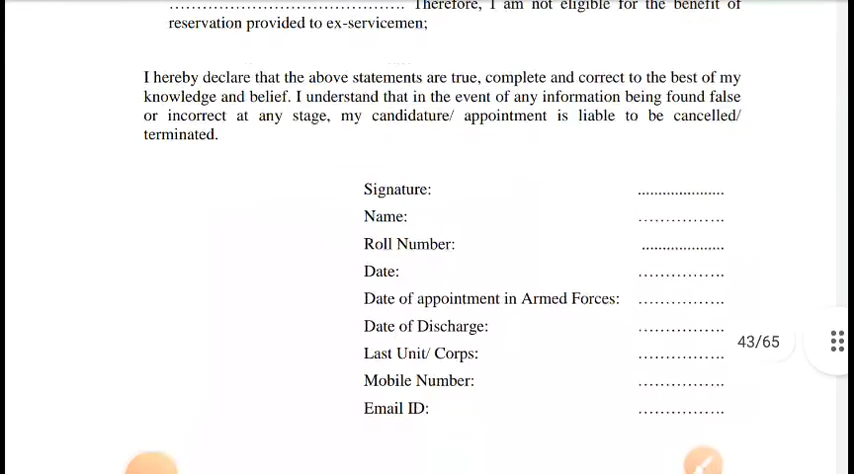 ...................................... Therefore, I am not eligible for the benefit of
reservation provided to ex-servicemen;
I hereby declare that the above statements are true, complete and correct to the best of my
knowledge and belief. I understand that in the event of any information being found false
or incorrect at any stage, my candidature/ appointment is liable to be cancelled/
terminated.
Signature: .....................
Name: ................
Roll Number: ....................
Date: ................
Date of appointment in Armed Forces: ................
Date of Discharge: ................
Last Unit/ Corps: ................
Mobile Number: ................
Email ID: ................
43/65